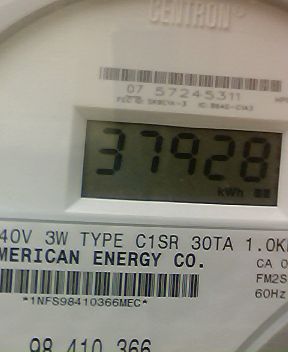 CENTRON®
07 57245311
37928
kWh
40V 3W TYPE C1SR 30TA 1.0K
MERICAN ENERGY CO.
CA 0
FM2S
60Hz
*1NFS98410366MEC*
98 410 366